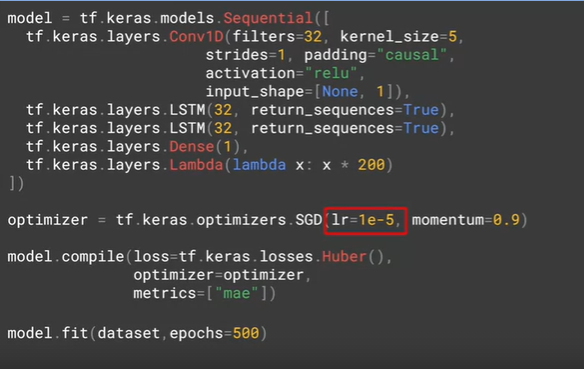 model = tf.keras.models.Sequential([
  tf.keras.layers.Conv1D(filters=32, kernel_size=5,
                      strides=1, padding="causal",
                      activation="relu",
                      input_shape=[None, 1]),
  tf.keras.layers.LSTM(32, return_sequences=True),
  tf.keras.layers.LSTM(32, return_sequences=True),
  tf.keras.layers.Dense(1),
  tf.keras.layers.Lambda(lambda x: x * 200)
])
optimizer = tf.keras.optimizers.SGD(lr=1e-5, momentum=0.9)
model.compile(loss=tf.keras.losses.Huber(),
              optimizer=optimizer,
              metrics=["mae"])
model.fit(dataset,epochs=500)